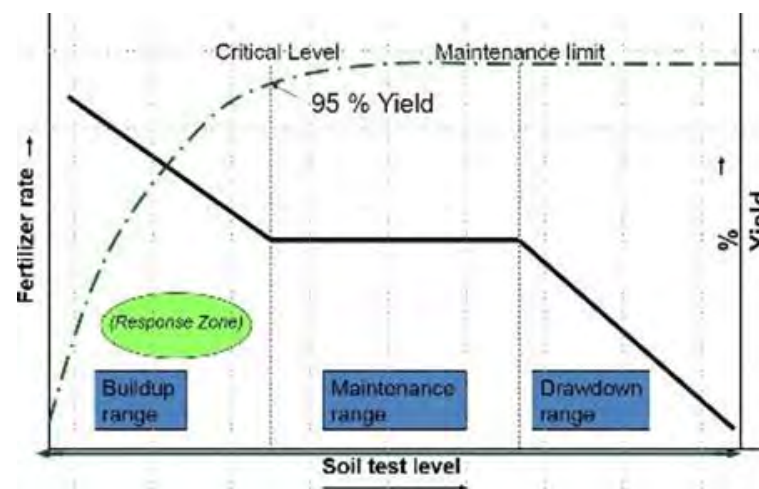 Critical Level
Maintenance limit
95 % Yield
Fertilizer rate →
(Response Zone)
Buildup
range
Maintenance
range
Drawdown
range
% →
Yield
Soil test level